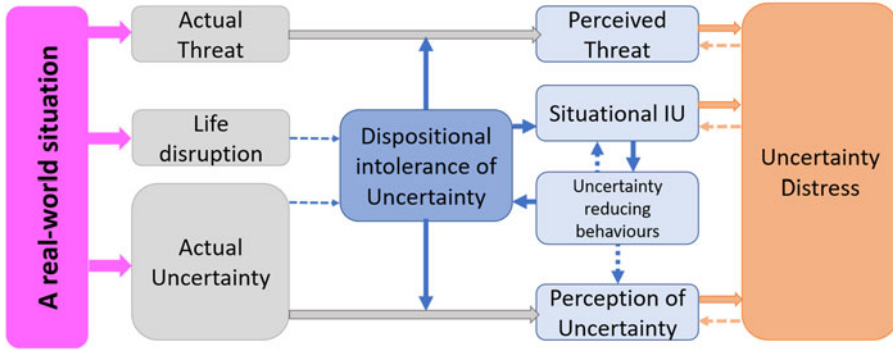 A real-world situation
Actual
Threat
Life
disruption
Actual
Uncertainty
Dispositional
intolerance of
Uncertainty
Perceived
Threat
Situational IU
Uncertainty
reducing
behaviours
Perception of
Uncertainty
Uncertainty
Distress